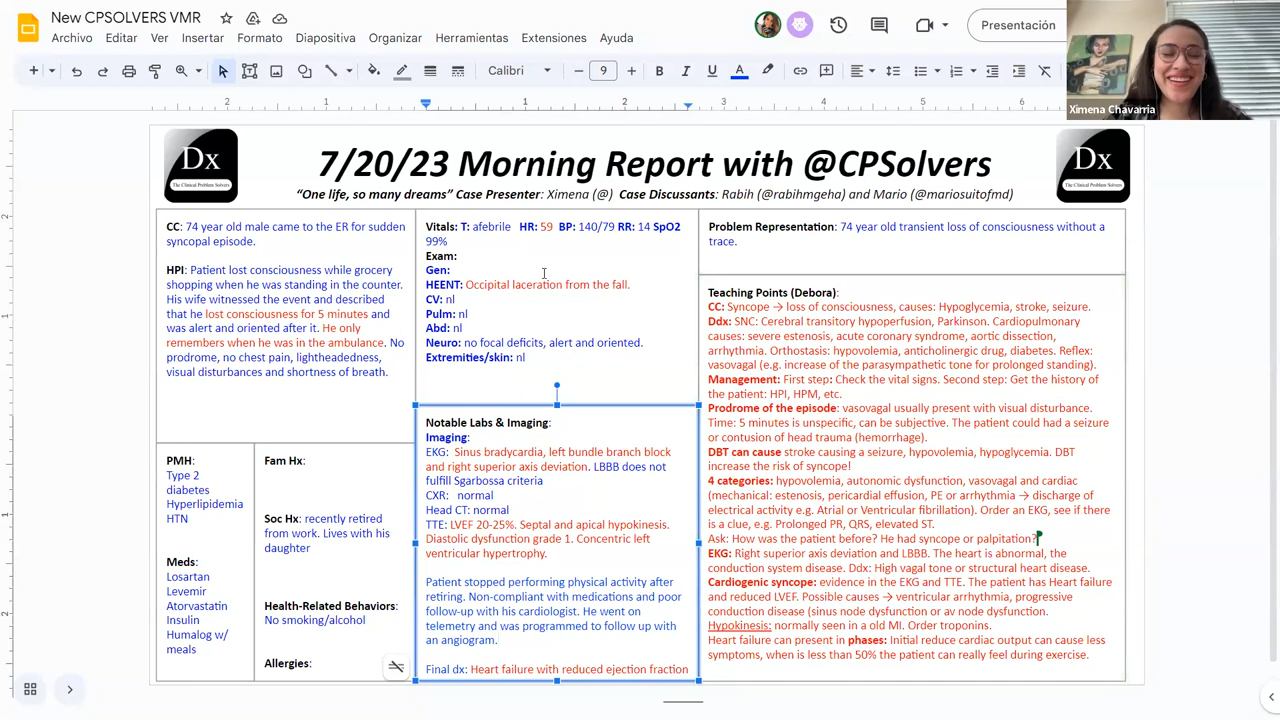 New CPSOLVERS VMR
Archivo Editar Ver Insertar Formato Diapositiva Organizar Herramientas Extensiones Ayuda
Presentación
Calibri
9
Ximena Chavarria
2 1 1 2 3 4 5 6
Dx
The Clinical Problem Solvers
7/20/23 Morning Report with @CPSolvers
Dx
The Clinical Problem Solvers
“One life, so many dreams” Case Presenter: Ximena (@) Case Discussants: Rabih (@rabihmgeha) and Mario (@mariosuitofmd)
CC: 74 year old male came to the ER for sudden
syncopal episode.
HPI: Patient lost consciousness while grocery
shopping when he was standing in the counter.
His wife witnessed the event and described
that he lost consciousness for 5 minutes and
was alert and oriented after it. He only
remembers when he was in the ambulance. No
prodrome, no chest pain, lightheadedness,
visual disturbances and shortness of breath.
PMH:
Type 2
diabetes
Hyperlipidemia
HTN
Meds:
Losartan
Levemir
Atorvastatin
Insulin
Humalog w/
meals
Fam Hx:
Soc Hx: recently retired
from work. Lives with his
daughter
Health-Related Behaviors:
No smoking/alcohol
Allergies:
Vitals: T: afebrile HR: 59 BP: 140/79 RR: 14 SpO2
99%
Exam:
Gen:
HEENT: Occipital laceration from the fall.
CV: nl
Pulm: nl
Abd: nl
Neuro: no focal deficits, alert and oriented.
Extremities/skin: nl
Notable Labs & Imaging:
Imaging:
EKG: Sinus bradycardia, left bundle branch block
and right superior axis deviation. LBBB does not
fulfill Sgarbossa criteria
CXR: normal
Head CT: normal
TTE: LVEF 20-25%. Septal and apical hypokinesis.
Diastolic dysfunction grade 1. Concentric left
ventricular hypertrophy.
Patient stopped performing physical activity after
retiring. Non-compliant with medications and poor
follow-up with his cardiologist. He went on
telemetry and was programmed to follow up with
an angiogram.
Final dx: Heart failure with reduced ejection fraction
Problem Representation: 74 year old transient loss of consciousness without a
trace.
Teaching Points (Debora):
CC: Syncope → loss of consciousness, causes: Hypoglycemia, stroke, seizure.
Ddx: SNC: Cerebral transitory hypoperfusion, Parkinson. Cardiopulmonary
causes: severe estenosis, acute coronary syndrome, aortic dissection,
arrhythmia. Orthostasis: hypovolemia, anticholinergic drug, diabetes. Reflex:
vasovagal (e.g. increase of the parasympathetic tone for prolonged standing).
Management: First step: Check the vital signs. Second step: Get the history of
the patient: HPI, HPM, etc.
Prodrome of the episode: vasovagal usually present with visual disturbance.
Time: 5 minutes is unspecific, can be subjective. The patient could had a seizure
or contusion of head trauma (hemorrhage).
DBT can cause stroke causing a seizure, hypovolemia, hypoglycemia. DBT
increase the risk of syncope!
4 categories: hypovolemia, autonomic dysfunction, vasovagal and cardiac
(mechanical: estenosis, pericardial effusion, PE or arrhythmia → discharge of
electrical activity e.g. Atrial or Ventricular fibrillation). Order an EKG, see if there
is a clue, e.g. Prolonged PR, QRS, elevated ST.
Ask: How was the patient before? He had syncope or palpitation?
EKG: Right superior axis deviation and LBBB. The heart is abnormal, the
conduction system disease. Ddx: High vagal tone or structural heart disease.
Cardiogenic syncope: evidence in the EKG and TTE. The patient has Heart failure
and reduced LVEF. Possible causes → ventricular arrhythmia, progressive
conduction disease (sinus node dysfunction or av node dysfunction.
Hypokinesis: normally seen in a old MI. Order troponins.
Heart failure can present in phases: Initial reduce cardiac output can cause less
symptoms, when is less than 50% the patient can really feel during exercise.